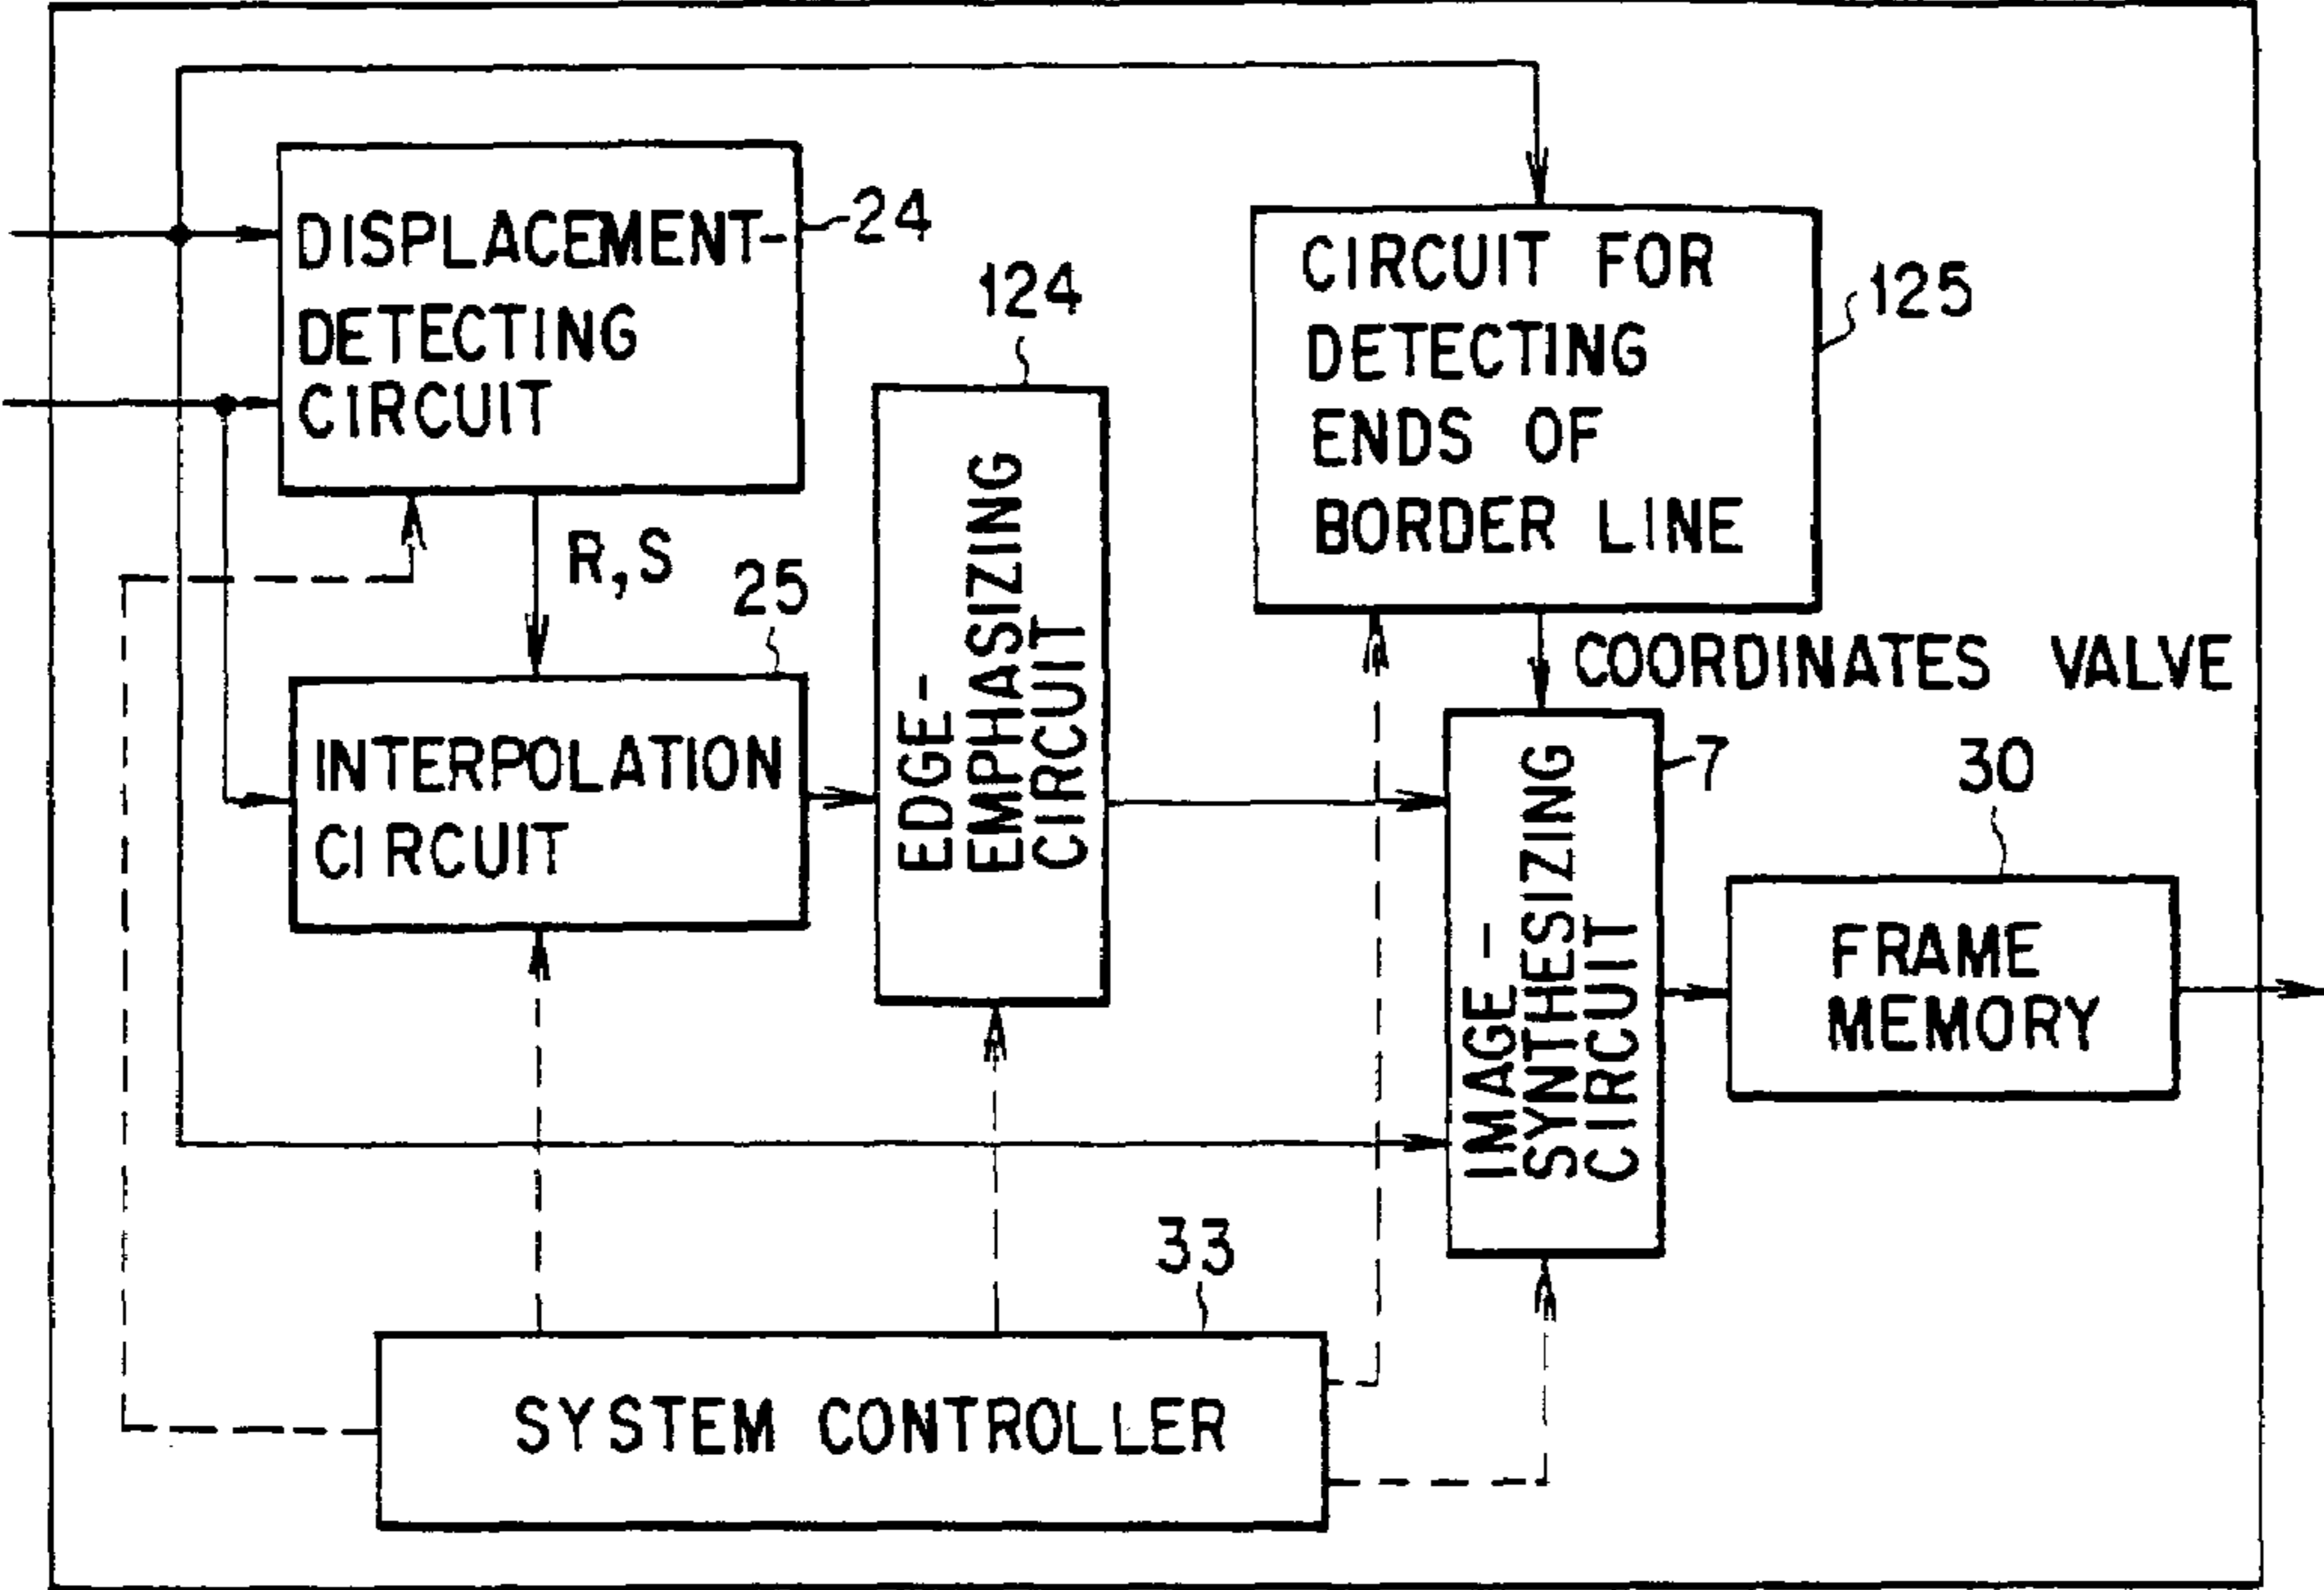 DISPLACEMENT-
DETECTING
CIRCUIT
24
R,S
25
INTERPOLATION
CIRCUIT
124
EDGE-
EMPHASIZING
CIRCUIT
CIRCUIT FOR
DETECTING
ENDS OF
BORDER LINE
125
COORDINATES VALVE
7
IMAGE-
SYNTHESIZING
CIRCUIT
30
FRAME
MEMORY
33
SYSTEM CONTROLLER